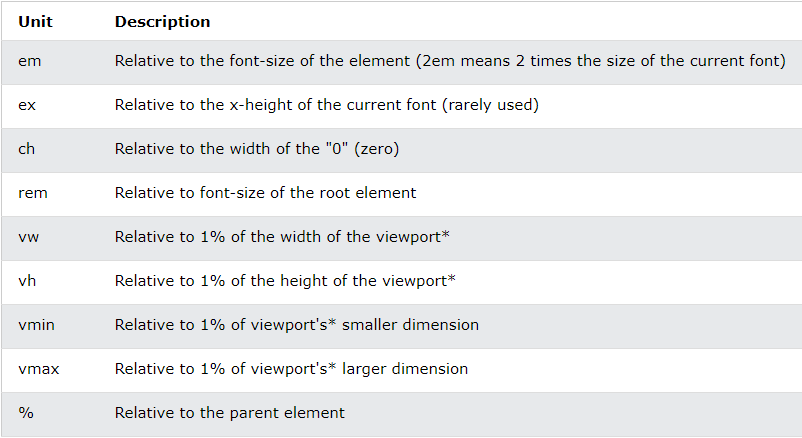 Unit Description
em Relative to the font-size of the element (2em means 2 times the size of the current font)
ex Relative to the x-height of the current font (rarely used)
ch Relative to the width of the "0" (zero)
rem Relative to font-size of the root element
vw Relative to 1% of the width of the viewport*
vh Relative to 1% of the height of the viewport*
vmin Relative to 1% of viewport's* smaller dimension
vmax Relative to 1% of viewport's* larger dimension
% Relative to the parent element